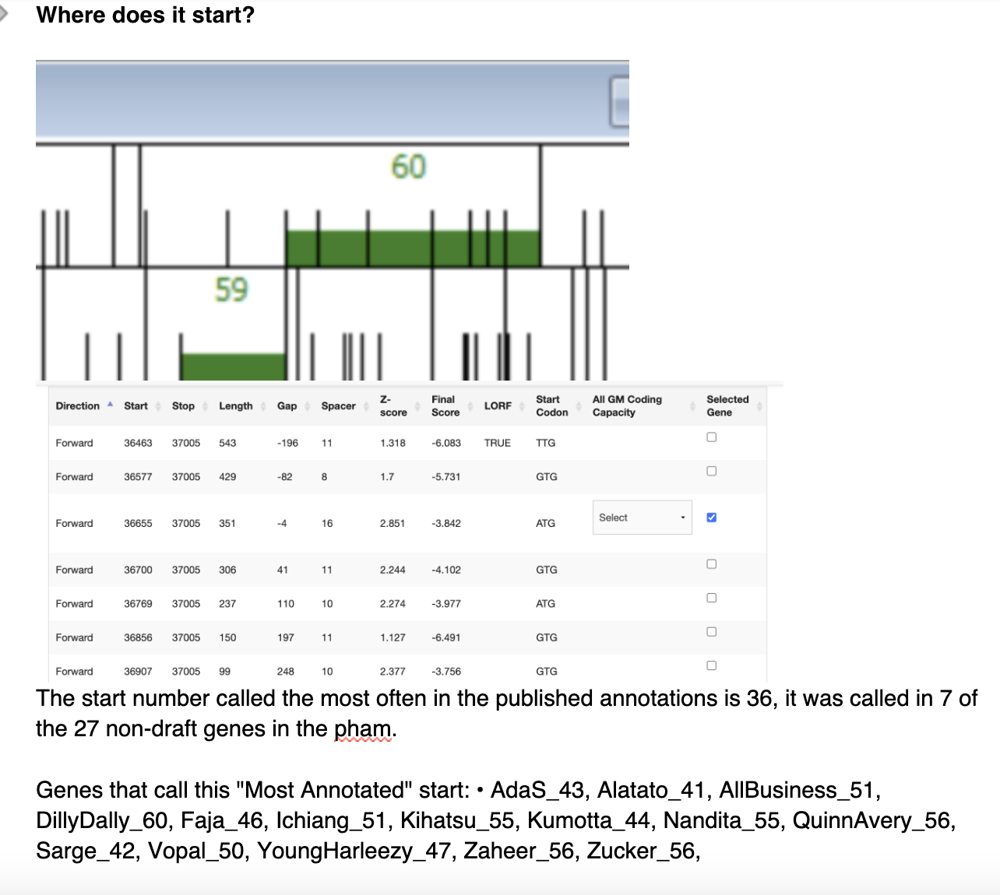 Where does it start?
60
59
Direction Start Stop Length Gap Spacer Z-score Final Score LORF Start Codon All GM Coding Capacity Selected Gene
Forward 36463 37005 543 -196 11 1.318 -6.083 TRUE TTG
Forward 36577 37005 429 -82 8 1.7 -5.731 GTG
Forward 36655 37005 351 -4 16 2.851 -3.842 ATG Select
Forward 36700 37005 306 41 11 2.244 -4.102 GTG
Forward 36769 37005 237 110 10 2.274 -3.977 ATG
Forward 36856 37005 150 197 11 1.127 -6.491 GTG
Forward 36907 37005 99 248 10 2.377 -3.756 GTG
The start number called the most often in the published annotations is 36, it was called in 7 of
the 27 non-draft genes in the pham.
Genes that call this "Most Annotated" start: • AdaS_43, Alatato_41, AllBusiness_51,
DillyDally_60, Faja_46, Ichiang_51, Kihatsu_55, Kumotta_44, Nandita_55, QuinnAvery_56,
Sarge_42, Vopal_50, YoungHarleezy_47, Zaheer_56, Zucker_56,